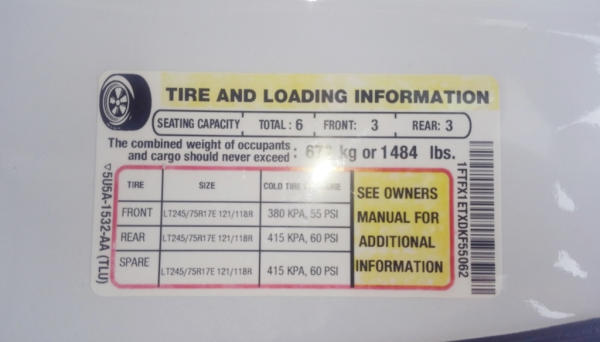 TIRE AND LOADING INFORMATION
SEATING CAPACITY TOTAL : 6 FRONT: 3 REAR: 3
The combined weight of occupants
and cargo should never exceed : kg or 1484 lbs.
TIRE SIZE COLD TIRE
FRONT LT245/75R17E 121/118R 380 KPA, 55 PSI
REAR LT245/75R17E 121/118R 415 KPA, 60 PSI
SPARE LT245/75R17E 121/118R 415 KPA, 60 PSI
SEE OWNERS
MANUAL FOR
ADDITIONAL
INFORMATION
5U5A-1532-AA (TLU)
1FTFX1ETXDKF55062